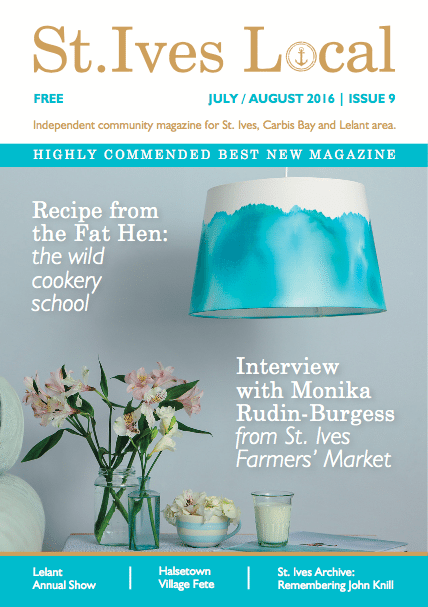 St.Ives Local
FREE
JULY / AUGUST 2016 | ISSUE 9
Independent community magazine for St. Ives, Carbis Bay and Lelant area.
HIGHLY COMMENDED BEST NEW MAGAZINE
Recipe from
the Fat Hen:
the wild
cookery
school
Interview
with Monika
Rudin-Burgess
from St. Ives
Farmers' Market
Lelant
Annual Show
Halsetown
Village Fete
St. Ives Archive:
Remembering John Knill